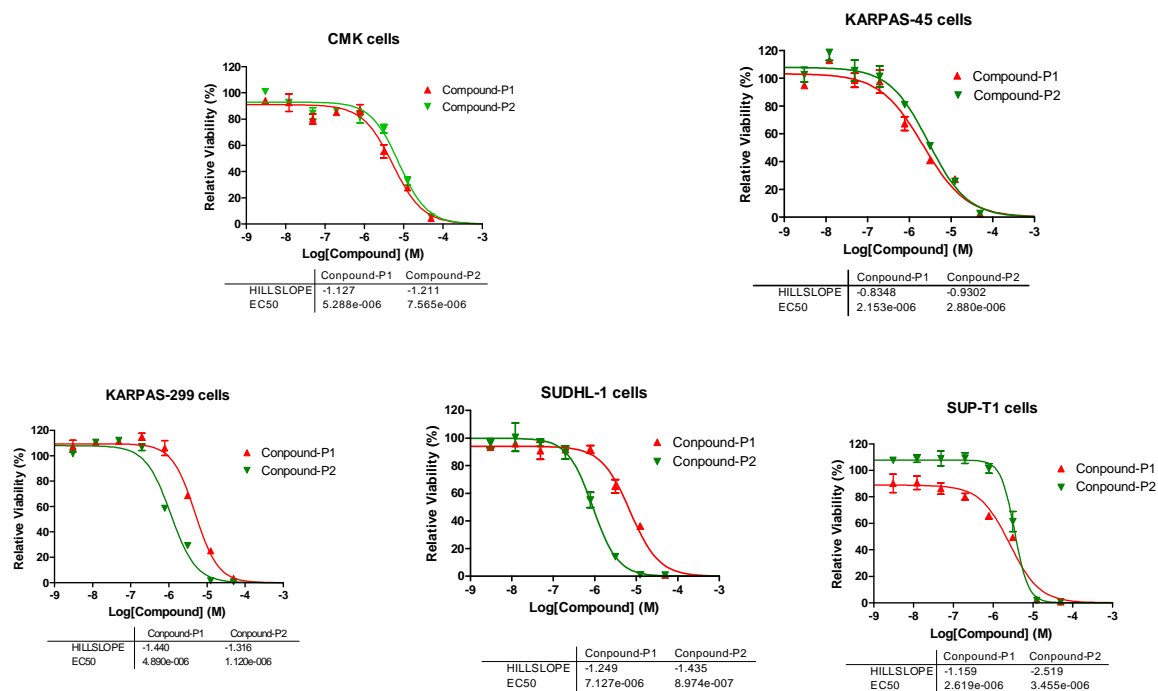 CMK cells
120
100
80
60
40
20
0
Relative Viability (%)
Compound-P1
Compound-P2
-9 -8 -7 -6 -5 -4 -3
Log[Compound] (M)
Conpound-P1 Compound-P2
HILLSLOPE -1.127 -1.211
EC50 5.288e-006 7.565e-006
KARPAS-45 cells
120
100
80
60
40
20
0
Relative Viability (%)
Compound-P1
Compound-P2
-9 -8 -7 -6 -5 -4 -3
Log[Compound] (M)
Conpound-P1 Conpound-P2
HILLSLOPE -0.8348 -0.9302
EC50 2.153e-006 2.880e-006
KARPAS-299 cells
120
100
80
60
40
20
0
Relative Viability (%)
Conpound-P1
Conpound-P2
-9 -8 -7 -6 -5 -4 -3
Log[Compound] (M)
Conpound-P1 Conpound-P2
HILLSLOPE -1.440 -1.316
EC50 4.890e-006 1.120e-006
SUDHL-1 cells
120
100
80
60
40
20
0
Relative Viability (%)
Conpound-P1
Conpound-P2
-9 -8 -7 -6 -5 -4 -3
Log[Compound] (M)
Conpound-P1 Conpound-P2
HILLSLOPE -1.249 -1.435
EC50 7.127e-006 8.974e-007
SUP-T1 cells
120
100
80
60
40
20
0
Relative Viability (%)
Conpound-P1
Conpound-P2
-9 -8 -7 -6 -5 -4 -3
Log[Compound] (M)
Conpound-P1 Conpound-P2
HILLSLOPE -1.159 -2.519
EC50 2.619e-006 3.455e-006